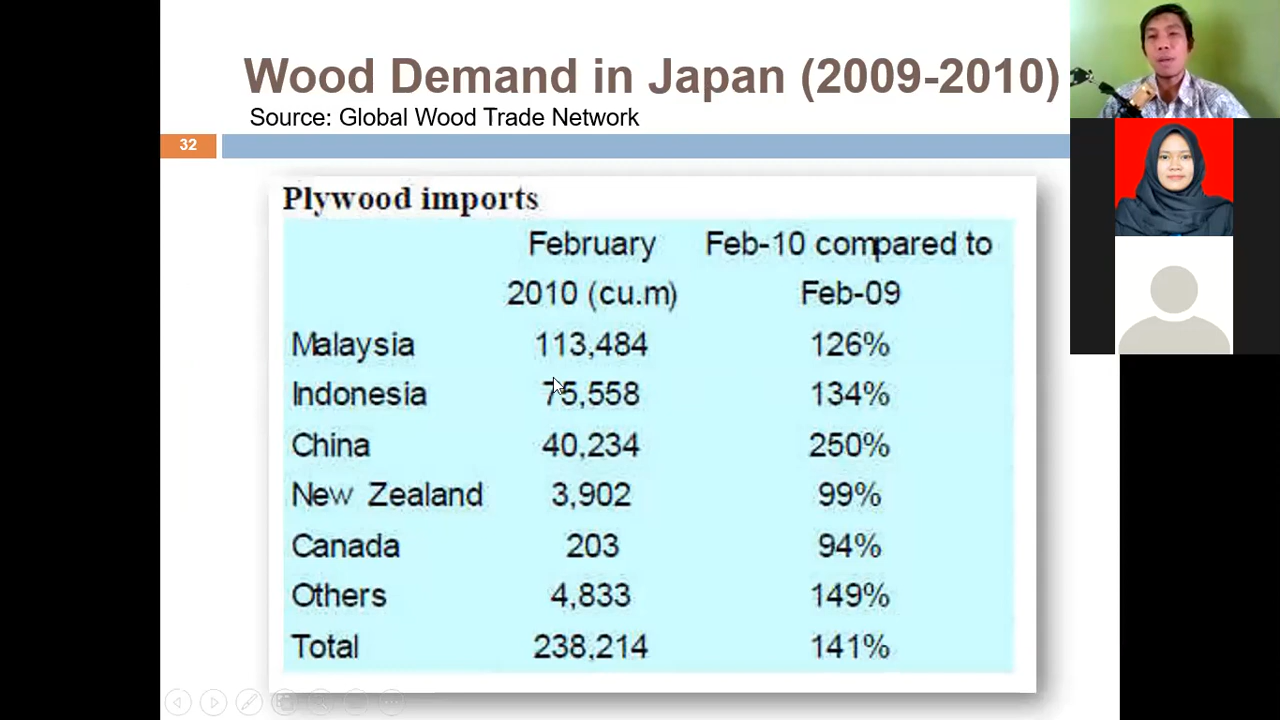 Wood Demand in Japan (2009-2010)
Source: Global Wood Trade Network
32
Plywood imports
February 2010 (cu.m) Feb-10 compared to Feb-09
Malaysia 113,484 126%
Indonesia 75,558 134%
China 40,234 250%
New Zealand 3,902 99%
Canada 203 94%
Others 4,833 149%
Total 238,214 141%